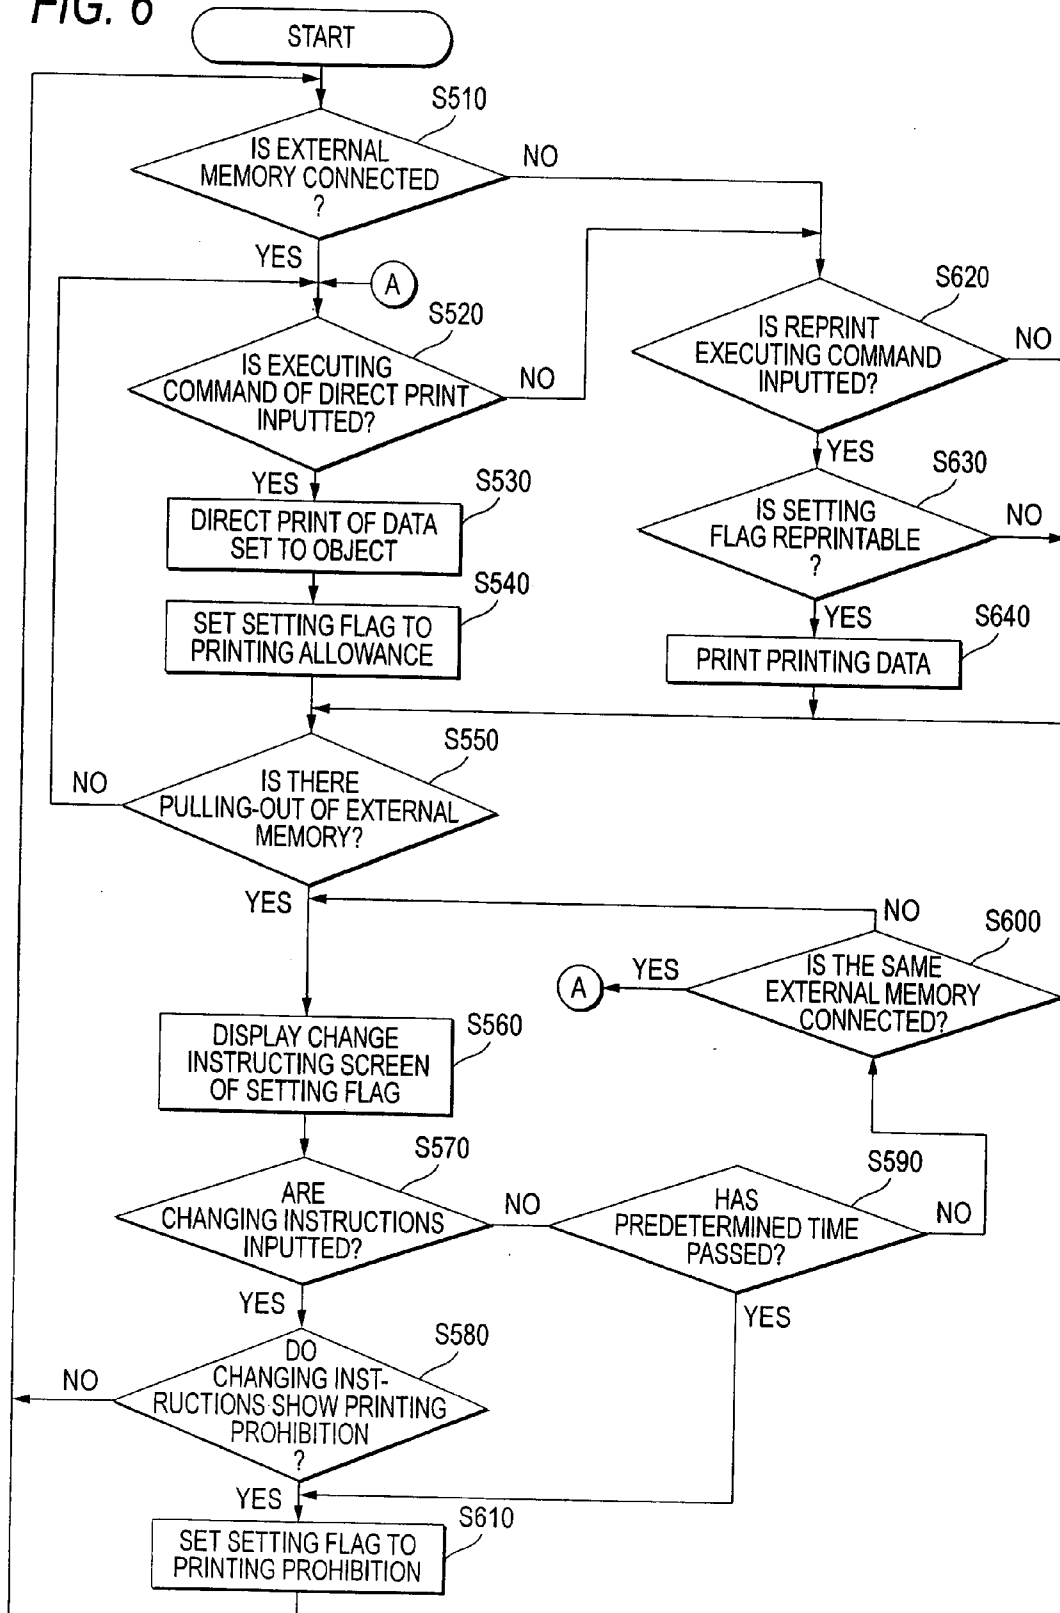 FIG. 6
START
S510
IS EXTERNAL
MEMORY CONNECTED
?
NO
YES
A
S520
IS EXECUTING
COMMAND OF DIRECT PRINT
INPUTTED?
NO
YES
S530
DIRECT PRINT OF DATA
SET TO OBJECT
S540
SET SETTING FLAG TO
PRINTING ALLOWANCE
S620
IS REPRINT
EXECUTING COMMAND
INPUTTED?
NO
YES
S630
IS SETTING
FLAG REPRINTABLE
?
NO
YES
S640
PRINT PRINTING DATA
S550
IS THERE
PULLING-OUT OF EXTERNAL
MEMORY?
NO
YES
S560
DISPLAY CHANGE
INSTRUCTING SCREEN
OF SETTING FLAG
S600
IS THE SAME
EXTERNAL MEMORY
CONNECTED?
NO
YES
A
S570
ARE
CHANGING INSTRUCTIONS
INPUTTED?
NO
YES
S590
HAS
PREDETERMINED TIME
PASSED?
NO
YES
S580
DO
CHANGING INST-
RUCTIONS SHOW PRINTING
PROHIBITION
?
NO
YES
S610
SET SETTING FLAG TO
PRINTING PROHIBITION